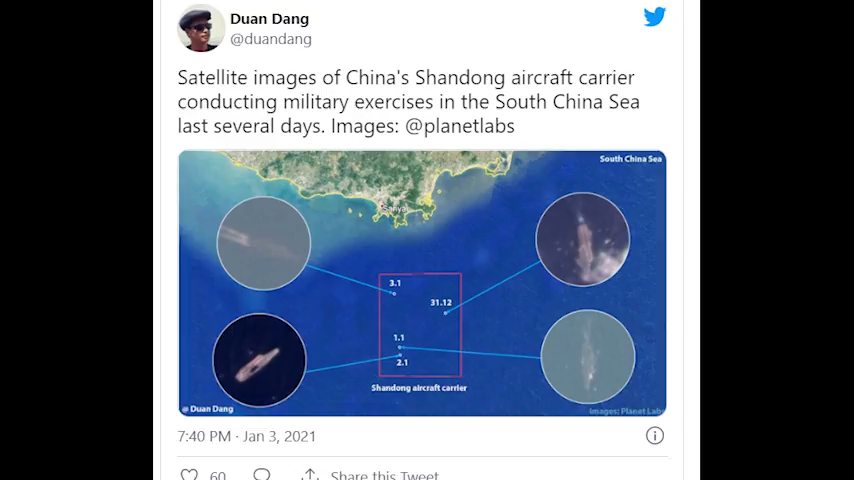 Duan Dang
@duandang
Satellite images of China's Shandong aircraft carrier
conducting military exercises in the South China Sea
last several days. Images: @planetlabs
South China Sea
Sanya
3.1
31.12
1.1
2.1
Shandong aircraft carrier
@ Duan Dang
Images: Planet Labs
7:40 PM · Jan 3, 2021
60
Share this Tweet